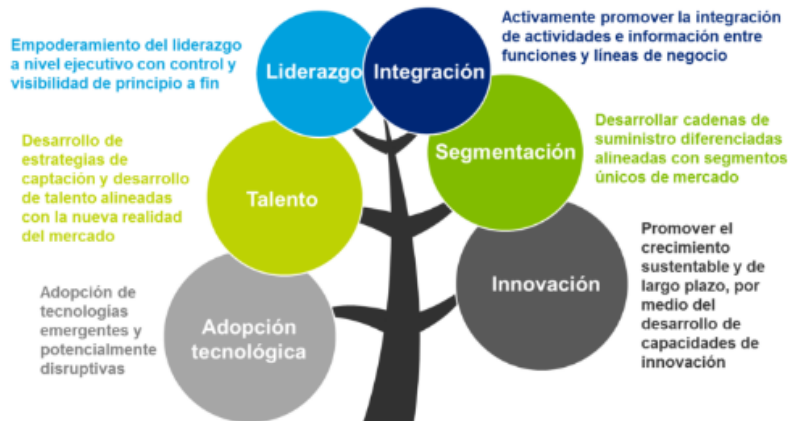 Empoderamiento del liderazgo
a nivel ejecutivo con control y
visibilidad de principio a fin
Liderazgo
Integración
Activamente promover la integración
de actividades e información entre
funciones y líneas de negocio
Desarrollo de
estrategias de
captación y desarrollo
de talento alineadas
con la nueva realidad
del mercado
Talento
Segmentación
Desarrollar cadenas de
suministro diferenciadas
alineadas con segmentos
únicos de mercado
Adopción de
tecnologías
emergentes y
potencialmente
disruptivas
Adopción
tecnológica
Innovación
Promover el
crecimiento
sustentable y de
largo plazo, por
medio del
desarrollo de
capacidades de
innovación